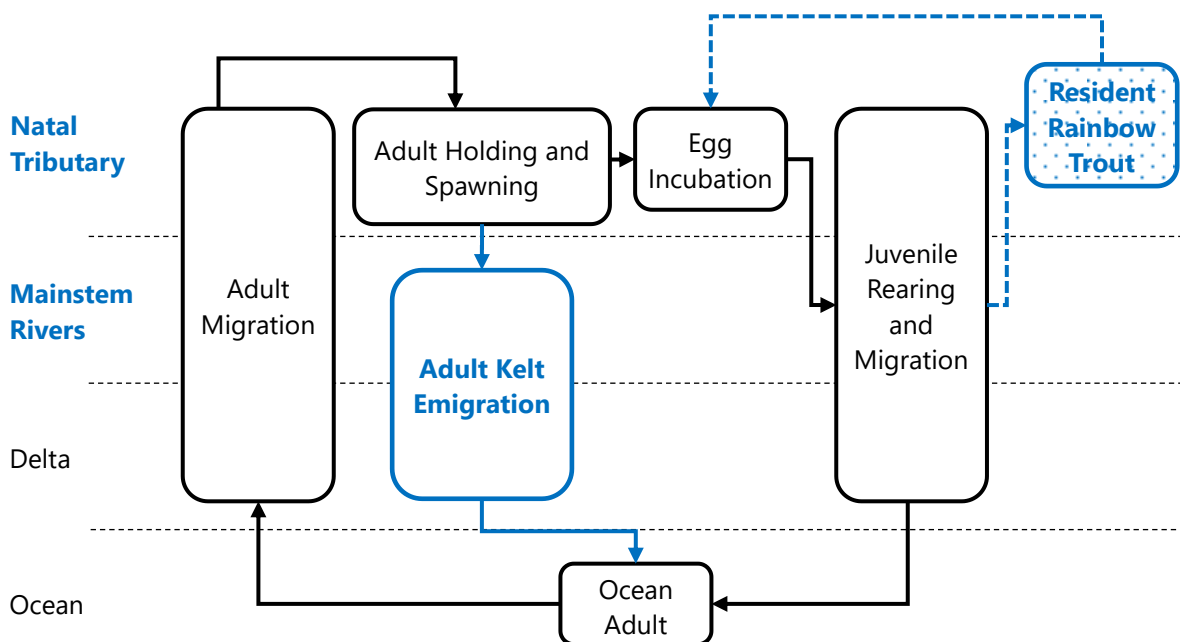 Natal
Tributary
Adult Holding and
Spawning
Egg
Incubation
Resident
Rainbow
Trout
Mainstem
Rivers
Adult
Migration
Adult Kelt
Emigration
Juvenile
Rearing
and
Migration
Delta
Ocean
Ocean
Adult